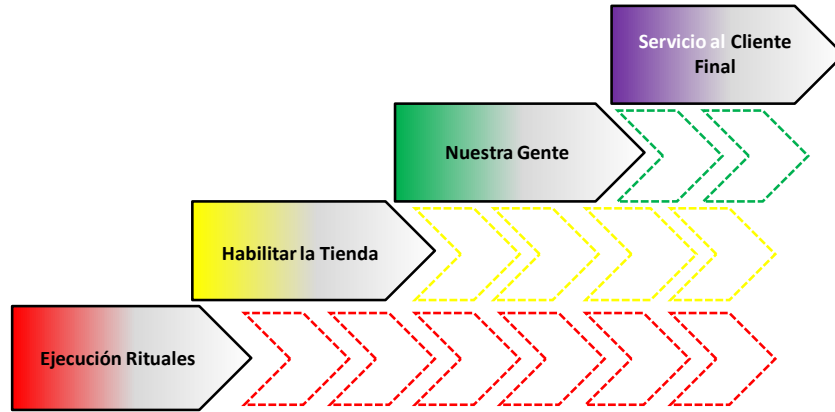 Servicio al Cliente
Final
Nuestra Gente
Habilitar la Tienda
Ejecución Rituales